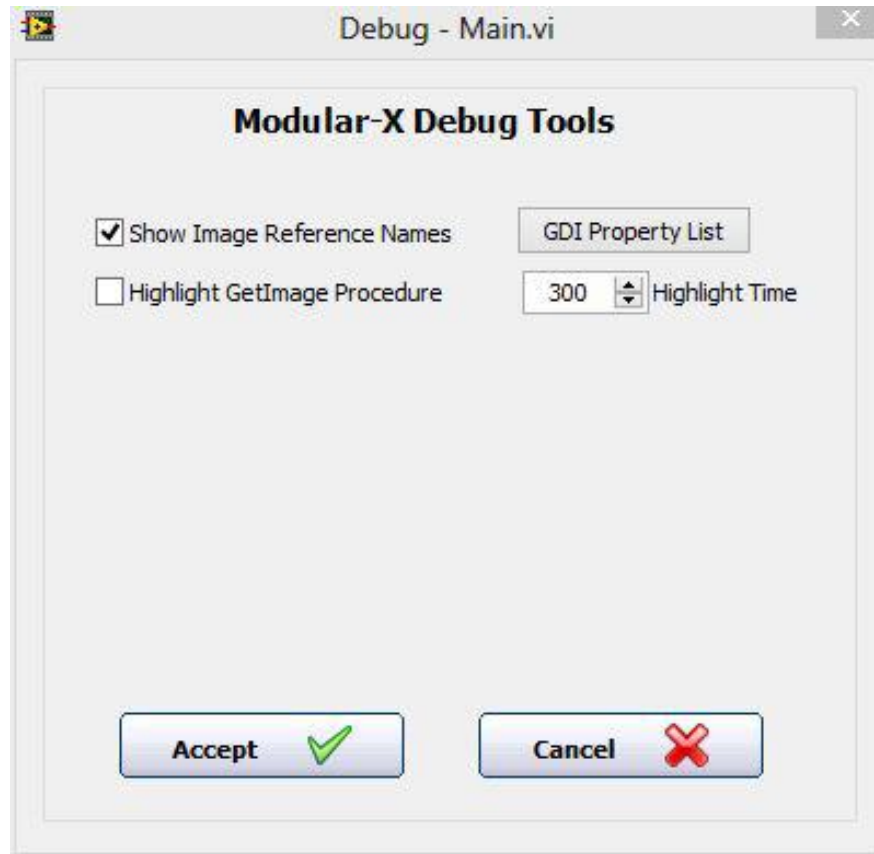 Debug - Main.vi
Modular-X Debug Tools
Show Image Reference Names GDI Property List
Highlight GetImage Procedure 300 Highlight Time
Accept Cancel